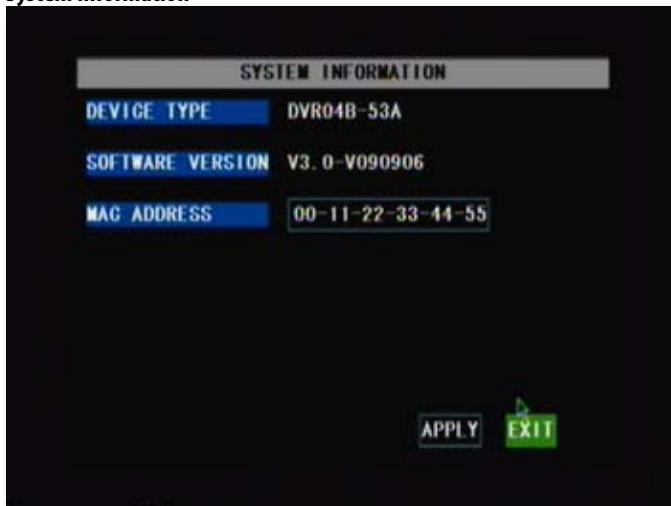 System Information
SYSTEM INFORMATION
DEVICE TYPE DVR04B-53A
SOFTWARE VERSION V3.0-V090906
MAC ADDRESS 00-11-22-33-44-55
APPLY EXIT